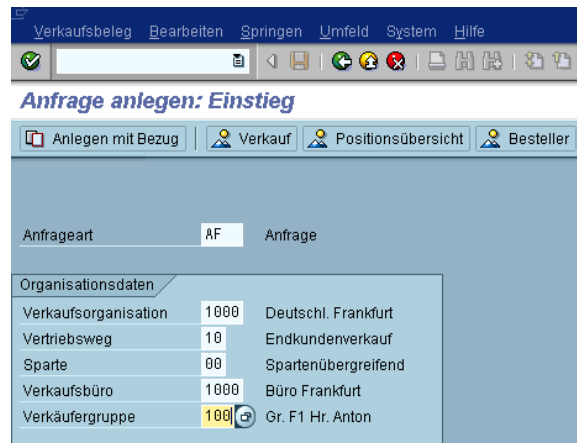 Verkaufsbeleg Bearbeiten Springen Umfeld System Hilfe
Anfrage anlegen: Einstieg
Anlegen mit Bezug Verkauf Positionsübersicht Besteller
Anfrageart AF Anfrage
Organisationsdaten
Verkaufsorganisation 1000 Deutschl. Frankfurt
Vertriebsweg 10 Endkundenverkauf
Sparte 00 Spartenübergreifend
Verkaufsbüro 1000 Büro Frankfurt
Verkäufergruppe 100 Gr. F1 Hr. Anton